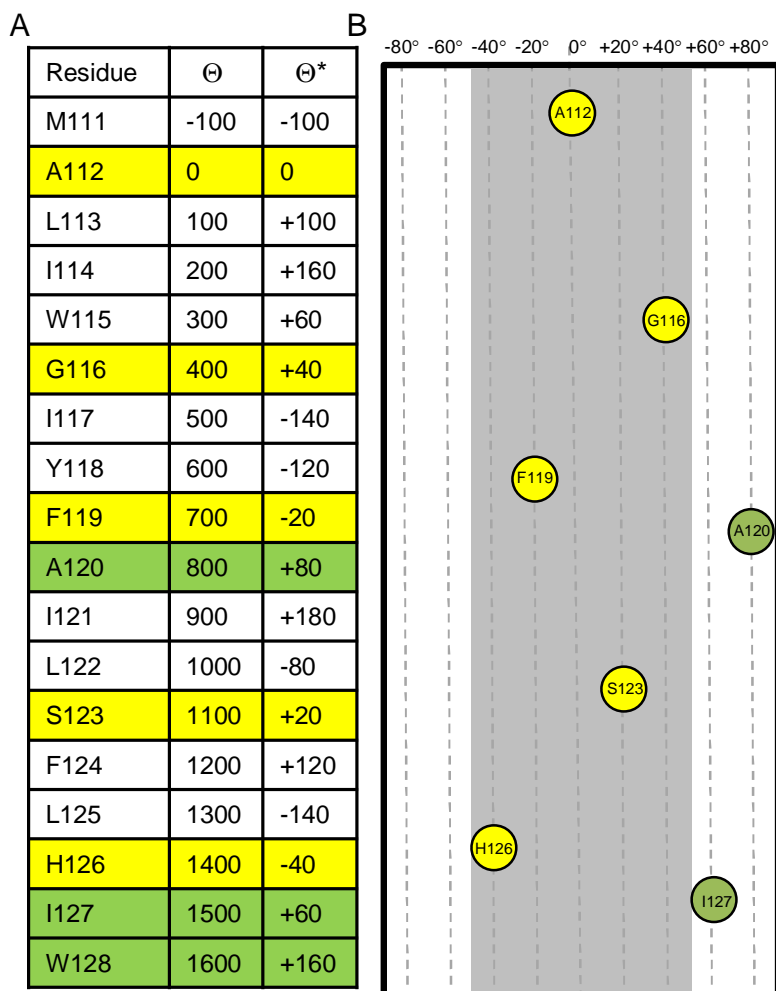 A
Residue Θ Θ*
M111 -100 -100
A112 0 0
L113 100 +100
I114 200 +160
W115 300 +60
G116 400 +40
I117 500 -140
Y118 600 -120
F119 700 -20
A120 800 +80
I121 900 +180
L122 1000 -80
S123 1100 +20
F124 1200 +120
L125 1300 -140
H126 1400 -40
I127 1500 +60
W128 1600 +160
B
-80° -60° -40° -20° 0° +20° +40° +60° +80°
A112
G116
F119
A120
S123
H126
I127